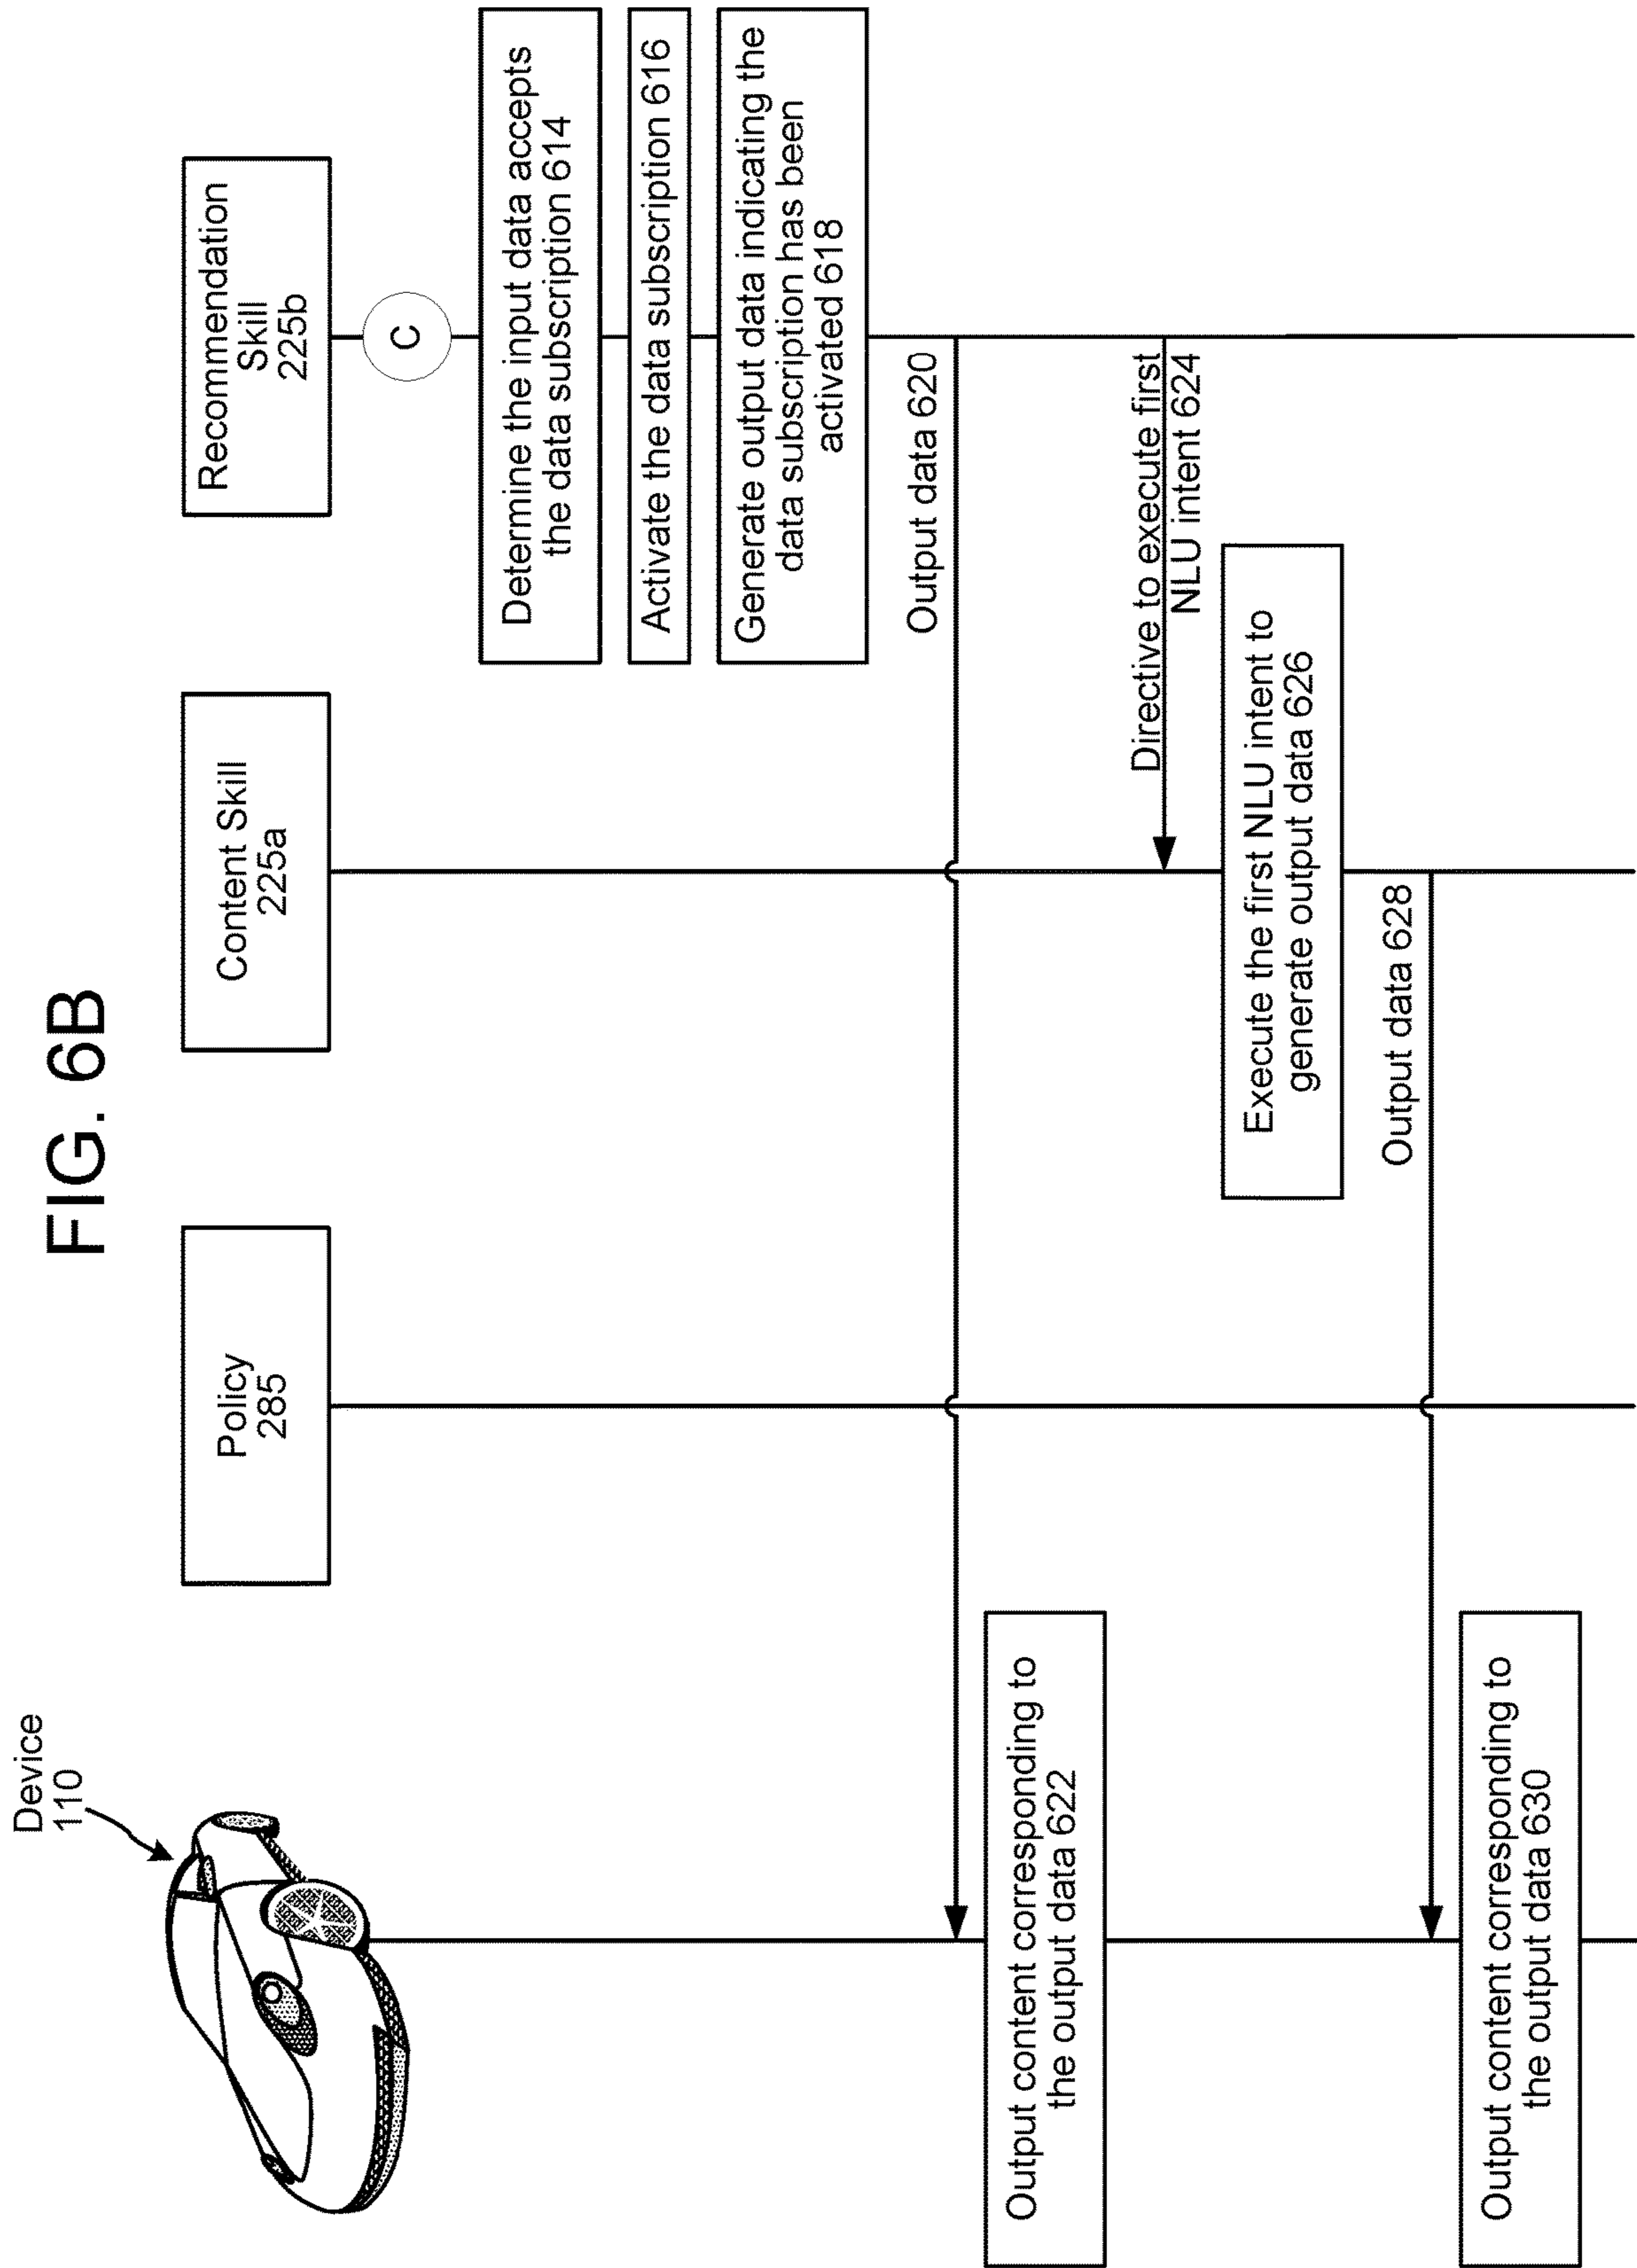 FIG. 6B
Device
110
Policy
285
Content Skill
225a
Recommendation
Skill
225b
C
Determine the input data accepts
the data subscription 614
Activate the data subscription 616
Generate output data indicating the
data subscription has been
activated 618
Output data 620
Output content corresponding to
the output data 622
Directive to execute first
NLU intent 624
Execute the first NLU intent to
generate output data 626
Output data 628
Output content corresponding to
the output data 630